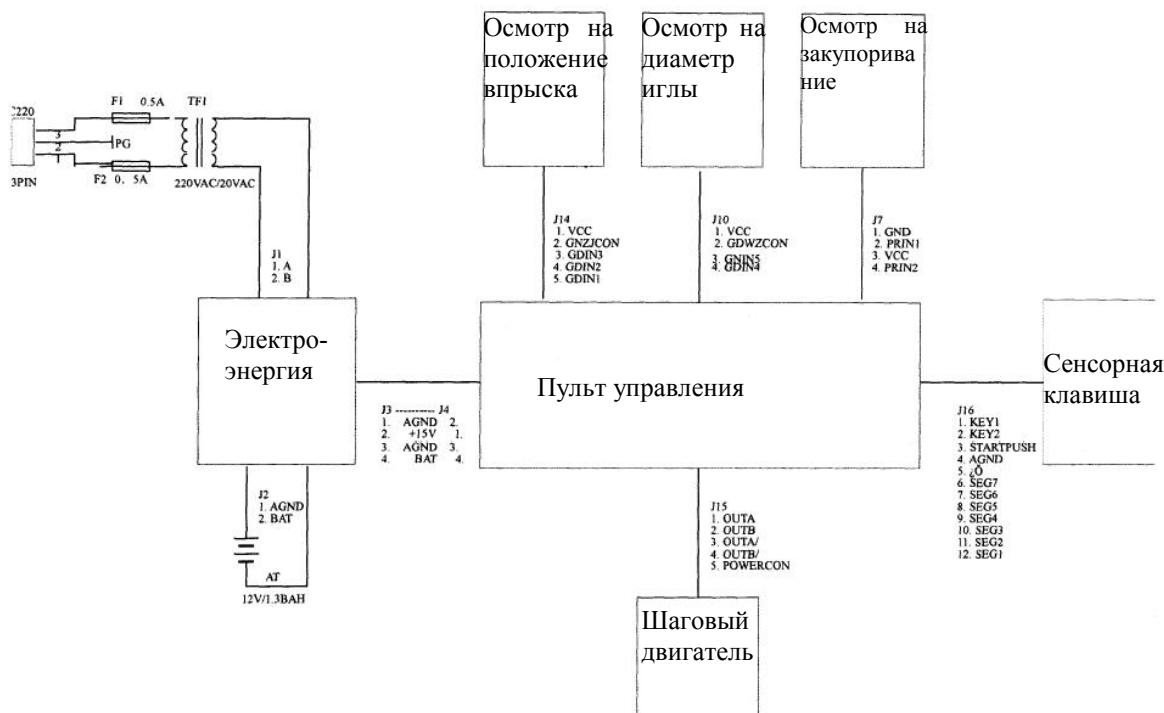 Осмотр на
положение
впрыска
Осмотр на
диаметр
иглы
Осмотр на
закупорива
ние
F1 0.5A TF1
C220
3
PG
2
1
3PIN
F2 0. 5A
220VAC/20VAC
J14
1. VCC
2. GNZJCON
3. GDIN3
4. GDIN2
5. GDIN1
J10
1. VCC
2. GDWZCON
3. GNIN5
4. GDIN4
J7
1. GND
2. PRIN1
3. VCC
4. PRIN2
J1
1. A
2. B
Электро-
энергия
Пульт управления
Сенсорная
клавиша
J3 ---------- J4
1. AGND 2.
2. +15V 1.
3. AGND 3.
4. BAT 4.
J16
1. KEY1
2. KEY2
3. STARTPUSH
4. AGND
5. ¿Õ
6. SEG7
7. SEG6
8. SEG5
9. SEG4
10. SEG3
11. SEG2
12. SEG1
J2
1. AGND
2. BAT
AT
12V/1.3BAH
J15
1. OUTA
2. OUTB
3. OUTA/
4. OUTB/
5. POWERCON
Шаговый
двигатель